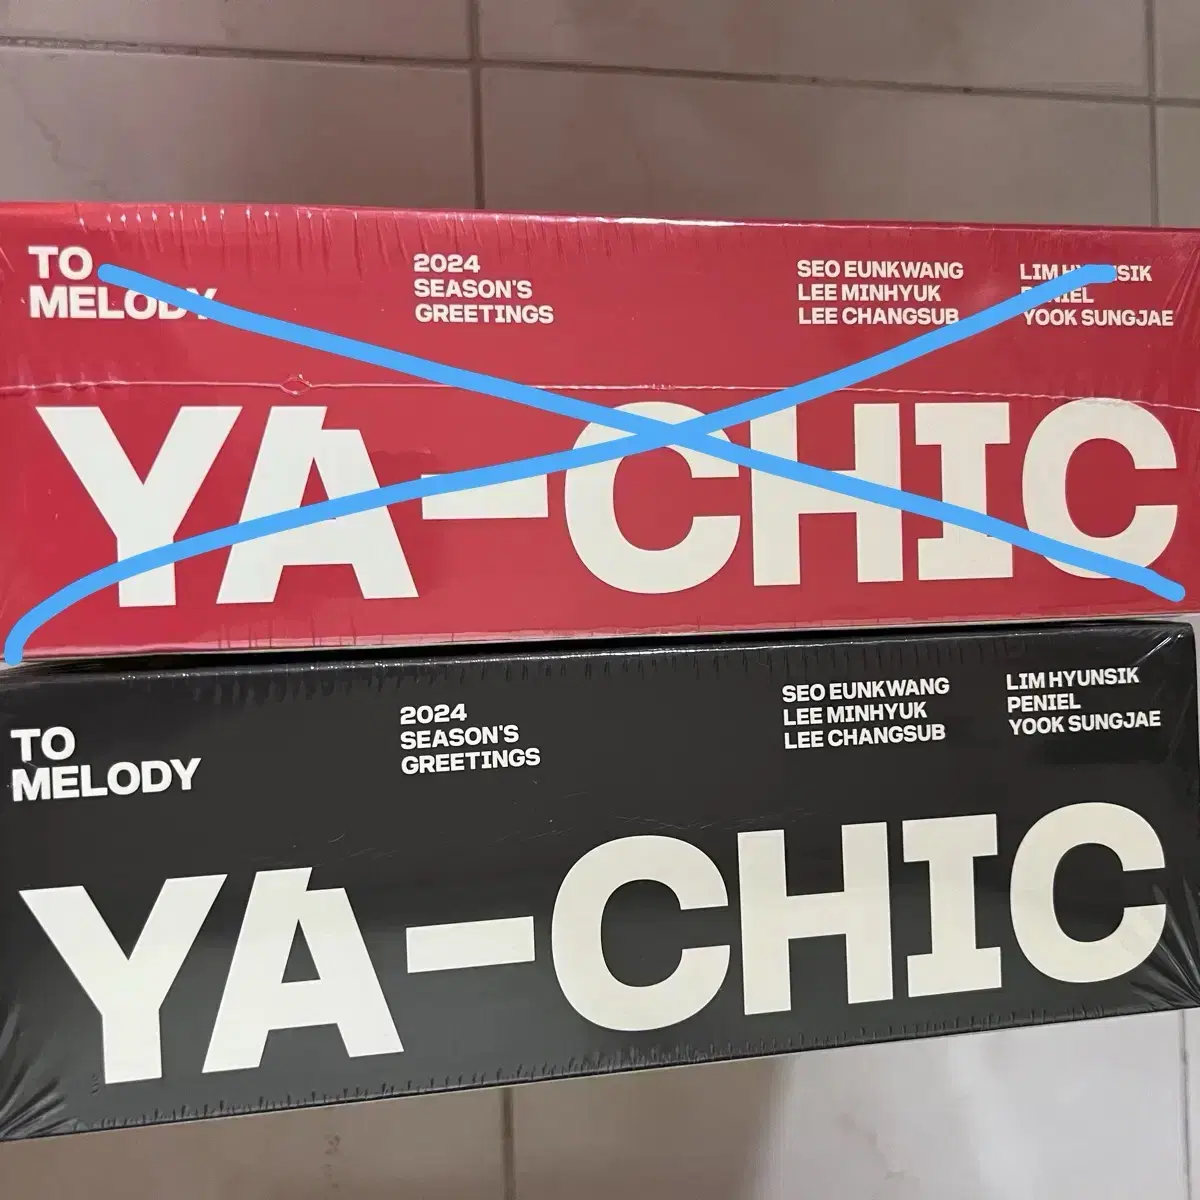 TO
MELODY
2024
SEASON'S
GREETINGS
SEO EUNKWANG
LEE MINHYUK
LEE CHANGSUB
LIM HYUNSIK
PENIEL
YOOK SUNGJAE
YA-CHIC
TO
MELODY
2024
SEASON'S
GREETINGS
SEO EUNKWANG
LEE MINHYUK
LEE CHANGSUB
LIM HYUNSIK
PENIEL
YOOK SUNGJAE
YA-CHIC